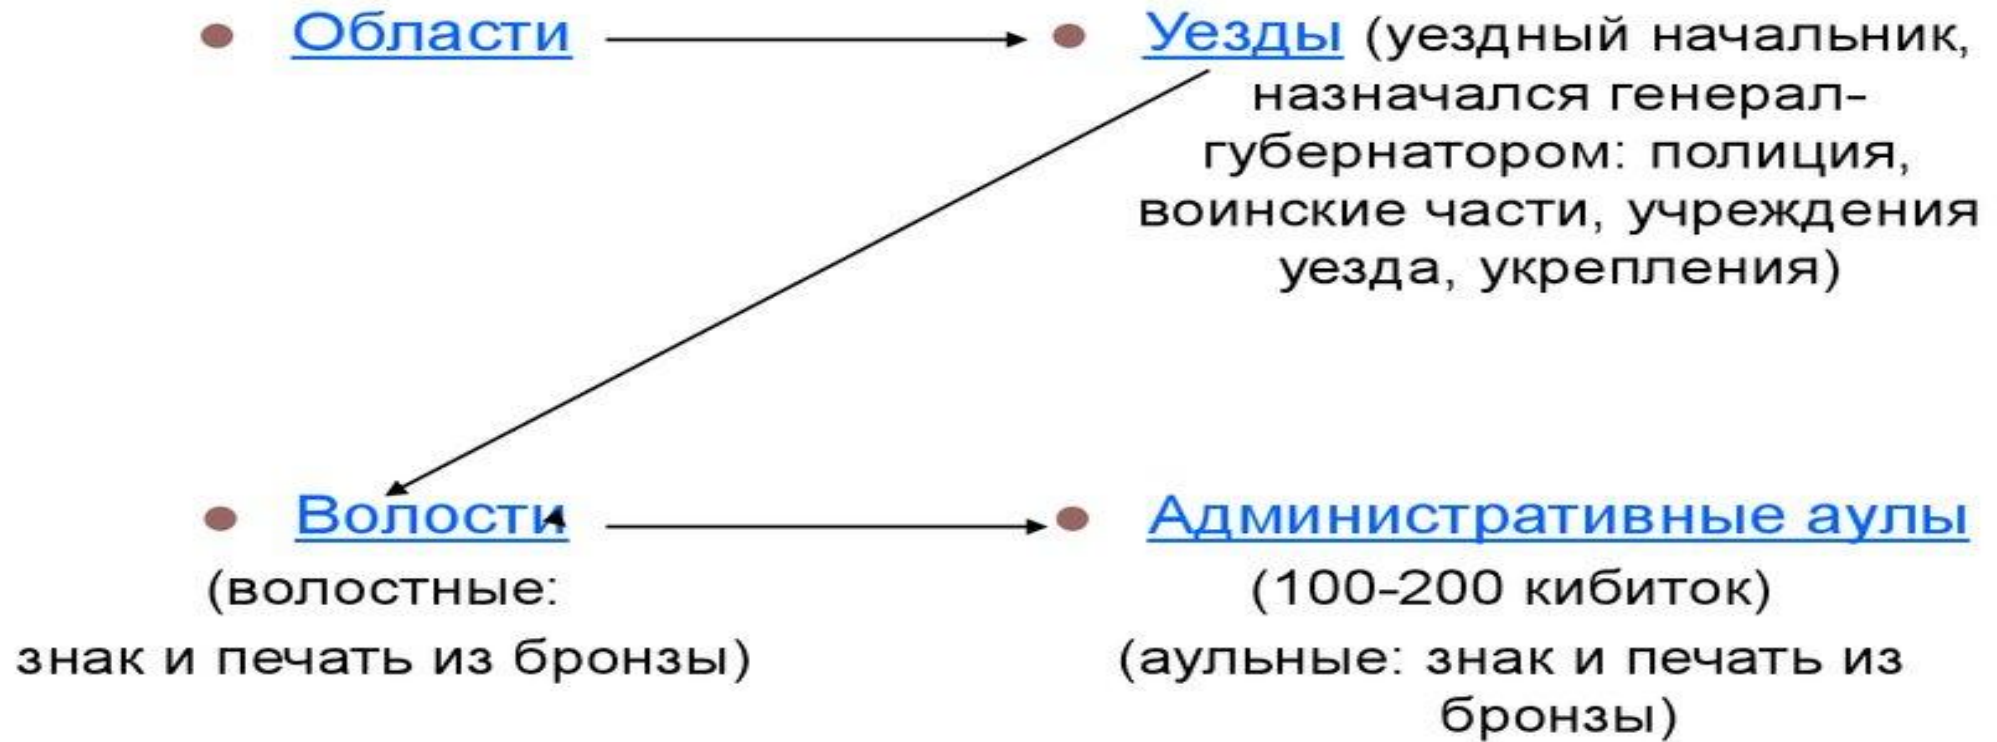 Области
Уезды (уездный начальник,
назначался генерал-
губернатором: полиция,
воинские части, учреждения
уезда, укрепления)
Волости
(волостные:
знак и печать из бронзы)
Административные аулы
(100-200 кибиток)
(аульные: знак и печать из
бронзы)